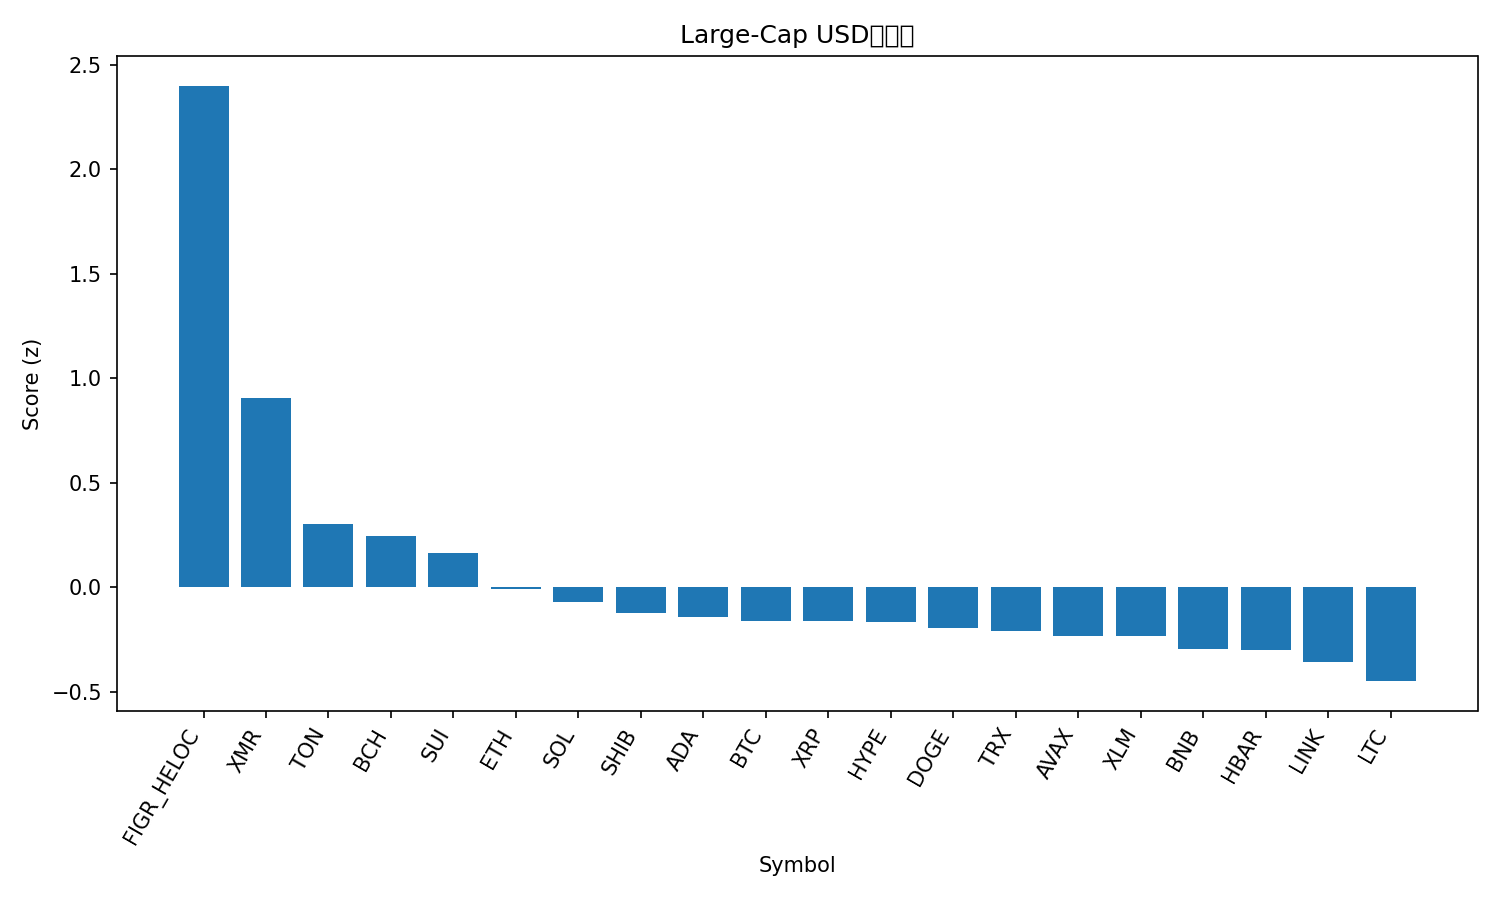 Large-Cap USD
2.5
2.0
1.5
1.0
0.5
0.0
−0.5
Score (z)
FIGR_HELOC
XMR
TON
BCH
SUI
ETH
SOL
SHIB
ADA
BTC
XRP
HYPE
DOGE
TRX
AVAX
XLM
BNB
HBAR
LINK
LTC
Symbol